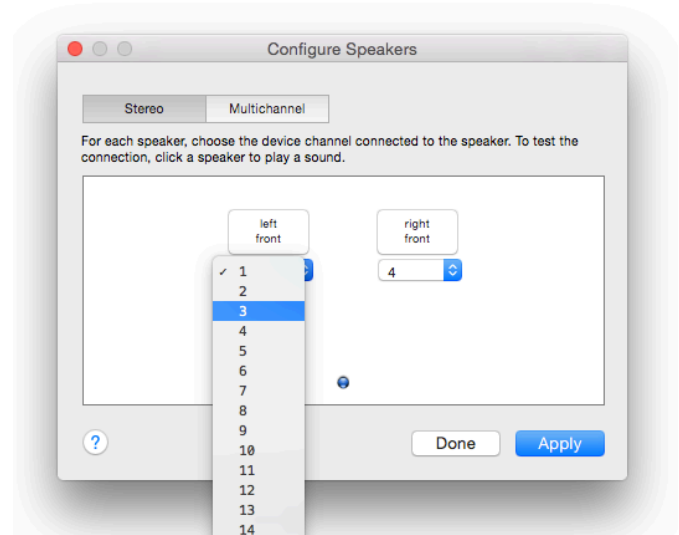 Configure Speakers
Stereo Multichannel
For each speaker, choose the device channel connected to the speaker. To test the
connection, click a speaker to play a sound.
left right
front front
✓ 1 4
2
3
4
5
6
7
8
9
? 10 Done Apply
11
12
13
14